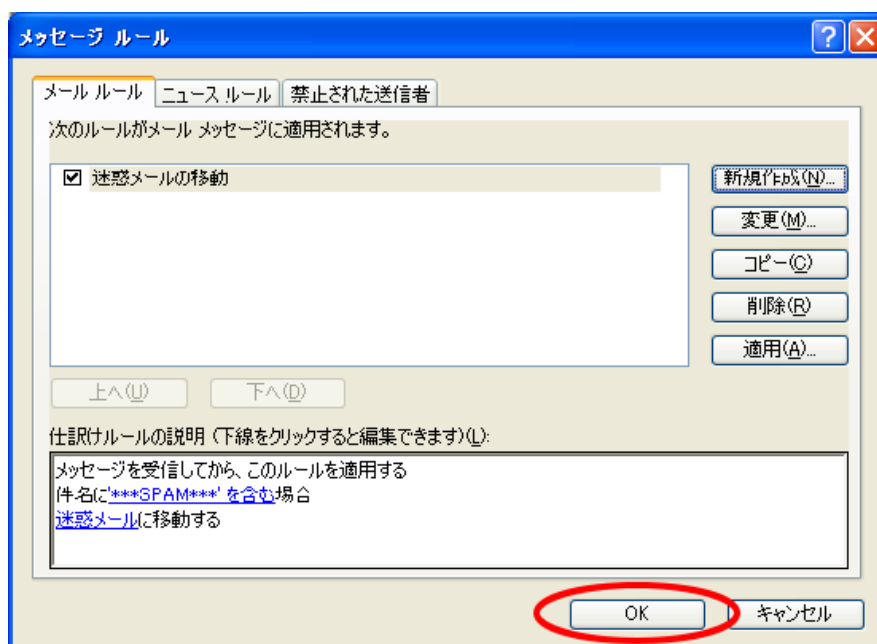 メッセージ ルール
メール ルール ニュース ルール 禁止された送信者
次のルールがメール メッセージに適用されます。
迷惑メールの移動
新規作成(N)...
変更(M)...
コピー(C)
削除(R)
適用(A)...
上へ(U) 下へ(D)
仕訳けルールの説明 (下線をクリックすると編集できます)(L):
メッセージを受信してから、このルールを適用する
件名に'***SPAM***' を含む場合
迷惑メールに移動する
OK キャンセル